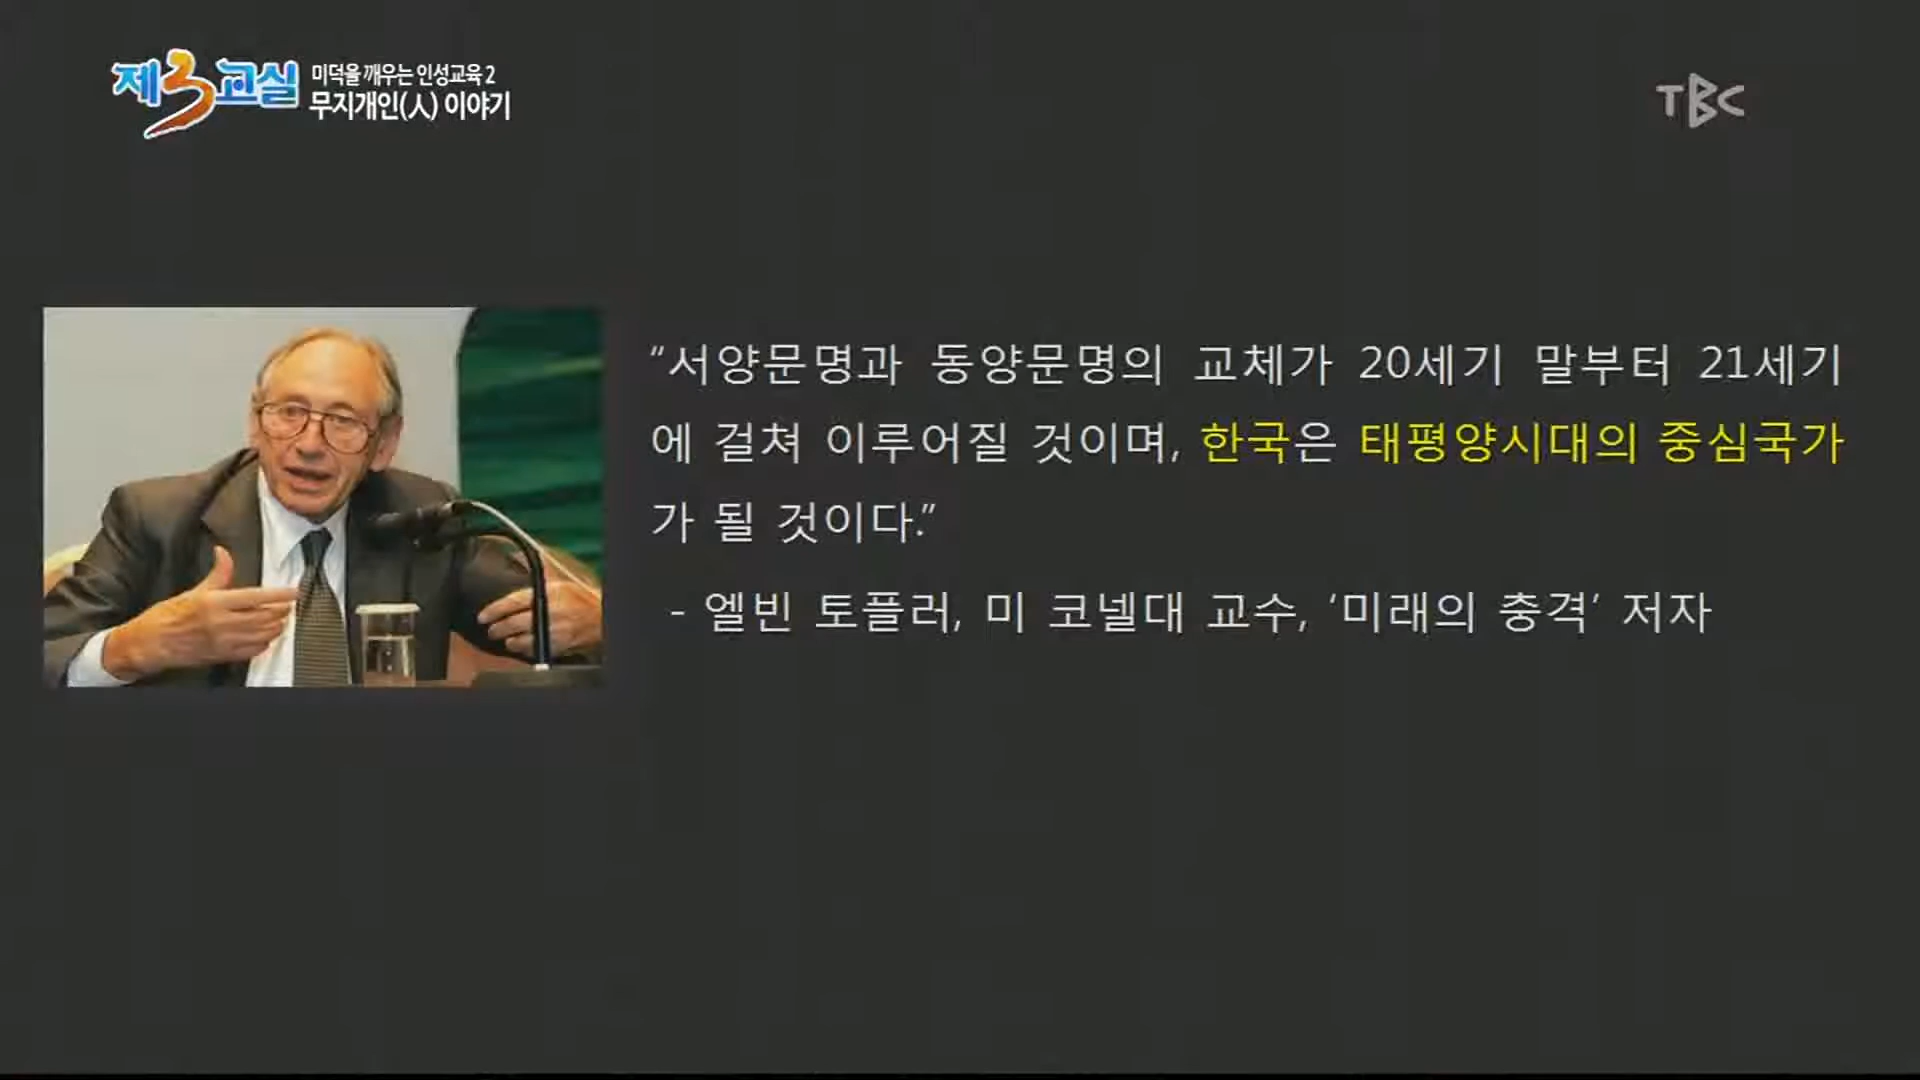 제3교실
미덕을 깨우는 인성교육 2
무지개인(人) 이야기
TBC
“서양문명과 동양문명의 교체가 20세기 말부터 21세기
에 걸쳐 이루어질 것이며, 한국은 태평양시대의 중심국가
가 될 것이다.”
- 엘빈 토플러, 미 코넬대 교수, ‘미래의 충격’ 저자